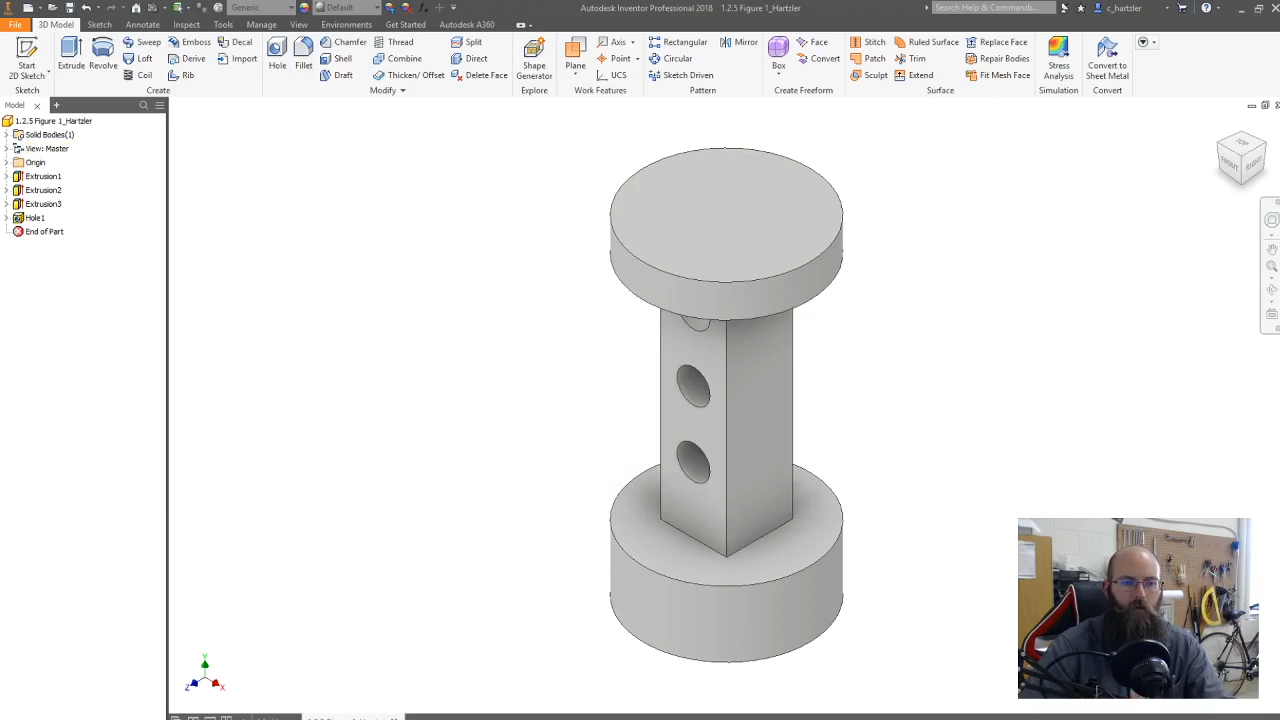 Generic
Default
Autodesk Inventor Professional 2018 1.2.5 Figure 1_Hartzler
Search Help & Commands...
c_hartzler
File 3D Model Sketch Annotate Inspect Tools Manage View Environments Get Started Autodesk A360
Start
2D Sketch
Extrude
Revolve
Sweep
Loft
Coil
Emboss
Derive
Rib
Decal
Import
Hole
Fillet
Chamfer
Shell
Draft
Thread
Combine
Thicken/ Offset
Split
Direct
Delete Face
Shape
Generator
Plane
Axis
Point
UCS
Rectangular
Circular
Sketch Driven
Mirror
Box
Face
Convert
Stitch
Patch
Sculpt
Ruled Surface
Trim
Extend
Replace Face
Repair Bodies
Fit Mesh Face
Stress
Analysis
Convert to
Sheet Metal
Sketch Create Modify Explore Work Features Pattern Create Freeform Surface Simulation Convert
Model
1.2.5 Figure 1_Hartzler
Solid Bodies(1)
View: Master
Origin
Extrusion1
Extrusion2
Extrusion3
Hole1
End of Part
TOP
FRONT
RIGHT
Y
Z
X